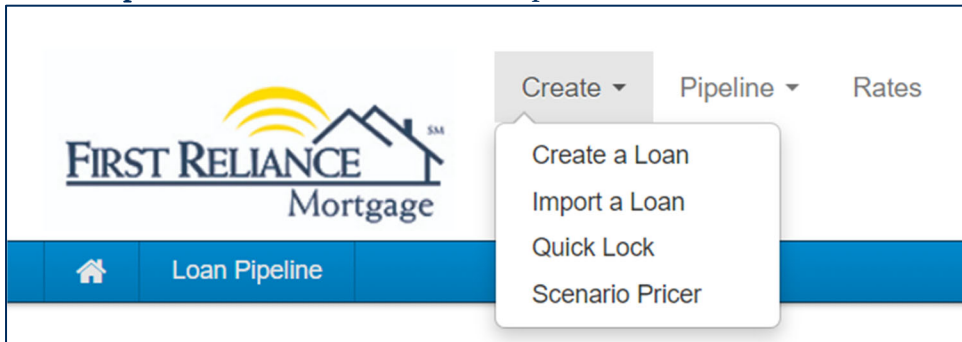 Create
Pipeline
Rates
FIRST RELIANCE SM
Mortgage
Create a Loan
Import a Loan
Quick Lock
Scenario Pricer
Loan Pipeline